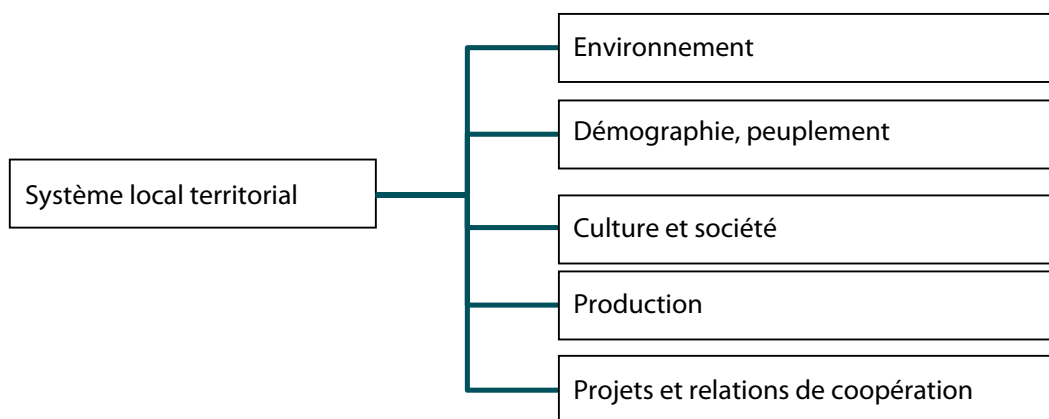 Système local territorial
Environnement
Démographie, peuplement
Culture et société
Production
Projets et relations de coopération